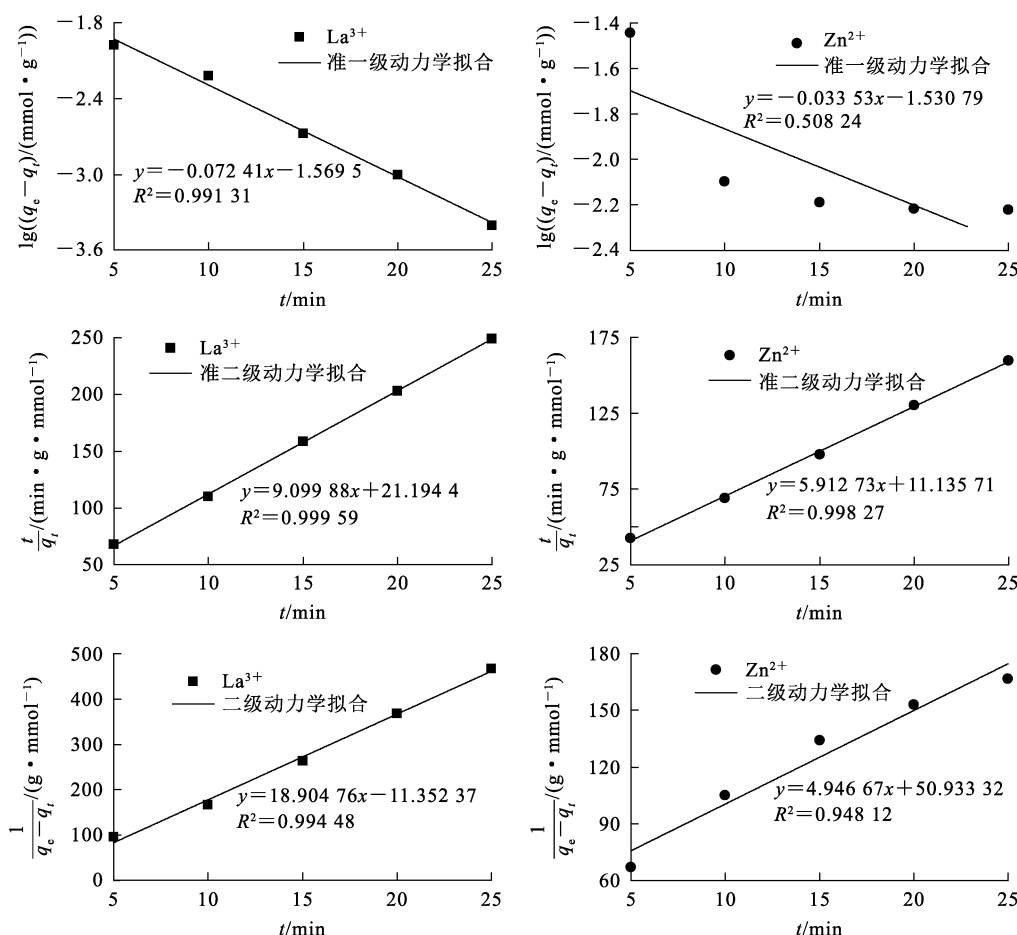 −1.8
−2.4
−3.0
−3.6
lg((qₑ−qₜ)/(mmol・g⁻¹))
La³⁺
准一级动力学拟合
y=−0.072 41x−1.569 5
R²=0.991 31
5 10 15 20 25
t/min
−1.4
−1.6
−1.8
−2.0
−2.2
−2.4
lg((qₑ−qₜ)/(mmol・g⁻¹))
Zn²⁺
准一级动力学拟合
y=−0.033 53x−1.530 79
R²=0.508 24
5 10 15 20 25
t/min
250
200
150
100
50
t/qₜ/(min・g・mmol⁻¹)
La³⁺
准二级动力学拟合
y=9.099 88x+21.194 4
R²=0.999 59
5 10 15 20 25
t/min
175
125
75
25
t/qₜ/(min・g・mmol⁻¹)
Zn²⁺
准二级动力学拟合
y=5.912 73x+11.135 71
R²=0.998 27
5 10 15 20 25
t/min
500
400
300
200
100
0
1/(qₑ−qₜ)/(g・mmol⁻¹)
La³⁺
二级动力学拟合
y=18.904 76x−11.352 37
R²=0.994 48
5 10 15 20 25
t/min
180
150
120
90
60
1/(qₑ−qₜ)/(g・mmol⁻¹)
Zn²⁺
二级动力学拟合
y=4.946 67x+50.933 32
R²=0.948 12
5 10 15 20 25
t/min